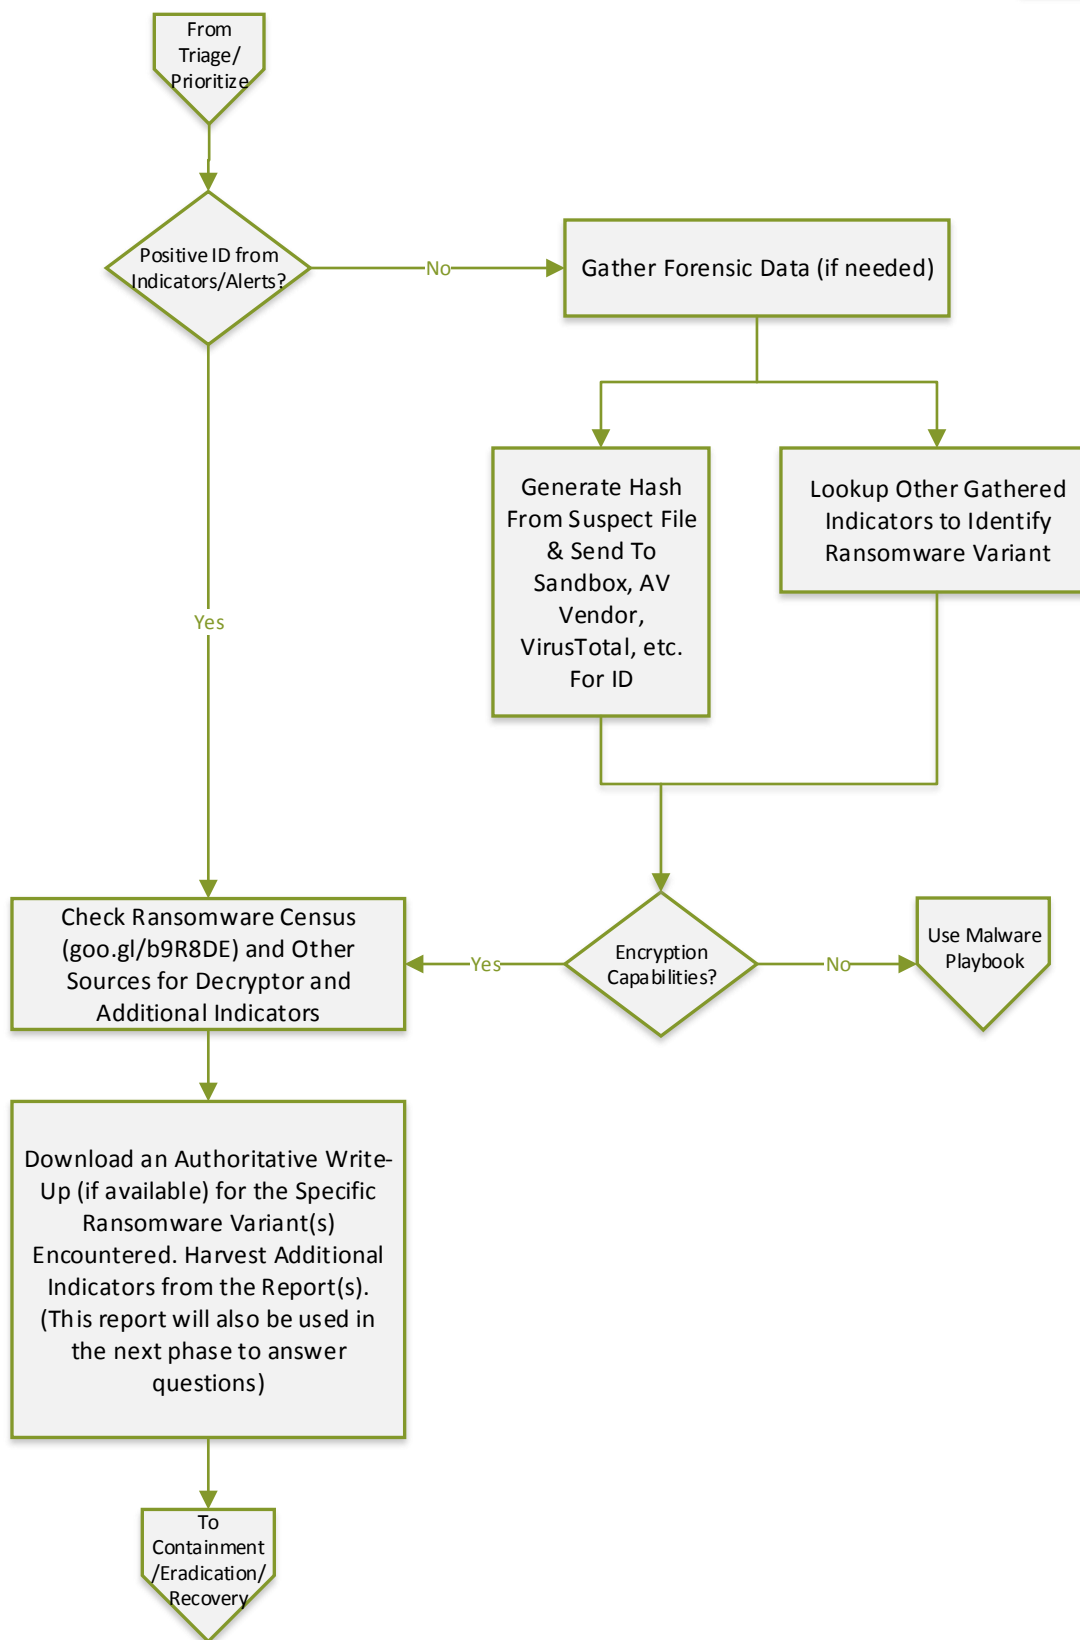 From
Triage/
Prioritize
Positive ID from
Indicators/Alerts?
No
Gather Forensic Data (if needed)
Generate Hash
From Suspect File
& Send To
Sandbox, AV
Vendor,
VirusTotal, etc.
For ID
Lookup Other Gathered
Indicators to Identify
Ransomware Variant
Yes
Check Ransomware Census
(goo.gl/b9R8DE) and Other
Sources for Decryptor and
Additional Indicators
Yes
Encryption
Capabilities?
No
Use Malware
Playbook
Download an Authoritative Write-
Up (if available) for the Specific
Ransomware Variant(s)
Encountered. Harvest Additional
Indicators from the Report(s).
(This report will also be used in
the next phase to answer
questions)
To
Containment
/Eradication/
Recovery